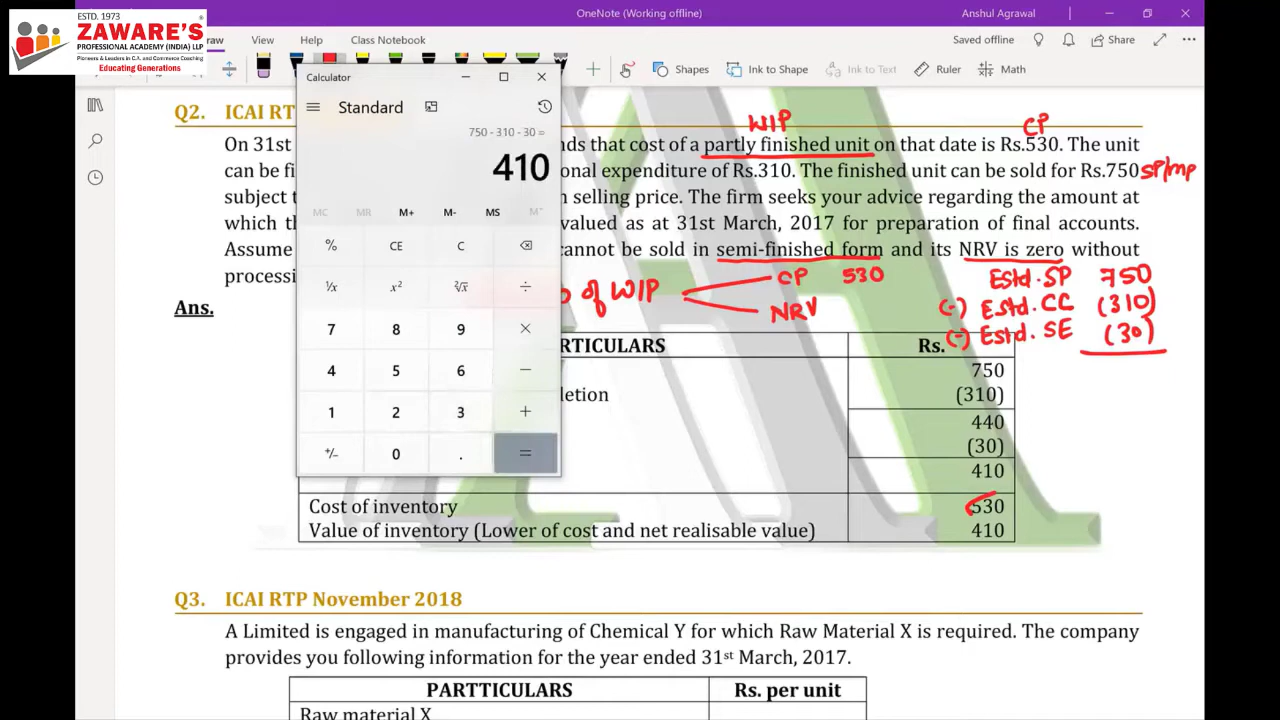 ESTD. 1973
ZAWARE'S
PROFESSIONAL ACADEMY (INDIA) LLP
Pioneers & Leaders in C.A. and Commerce Coaching
Educating Generations
OneNote (Working offline)
Anshul Agrawal
View
Help
Class Notebook
Saved offline
Share
Shapes
Ink to Shape
Ink to Text
Ruler
Math
Calculator
Standard
750 - 310 - 30 =
410
MC MR M+ M- MS
% CE C
7 8 9 ×
4 5 6 −
1 2 3 +
+/- 0 . =
Q2. ICAI RT
WIP
CP
On 31st
nds that cost of a partly finished unit on that date is Rs.530. The unit
can be fi
onal expenditure of Rs.310. The finished unit can be sold for Rs.750 SP/MP
subject t
n selling price. The firm seeks your advice regarding the amount at
which th
valued as at 31st March, 2017 for preparation of final accounts.
Assume
cannot be sold in semi-finished form and its NRV is zero without
processi
of WIP
CP 530
NRV
Estd. SP 750
(-) Estd. CC (310)
(-) Estd. SE (30)
Ans.
RTICULARS Rs.
750
letion (310)
440
(30)
410
Cost of inventory 530
Value of inventory (Lower of cost and net realisable value) 410
Q3. ICAI RTP November 2018
A Limited is engaged in manufacturing of Chemical Y for which Raw Material X is required. The company
provides you following information for the year ended 31st March, 2017.
PARTTICULARS Rs. per unit
Raw material X